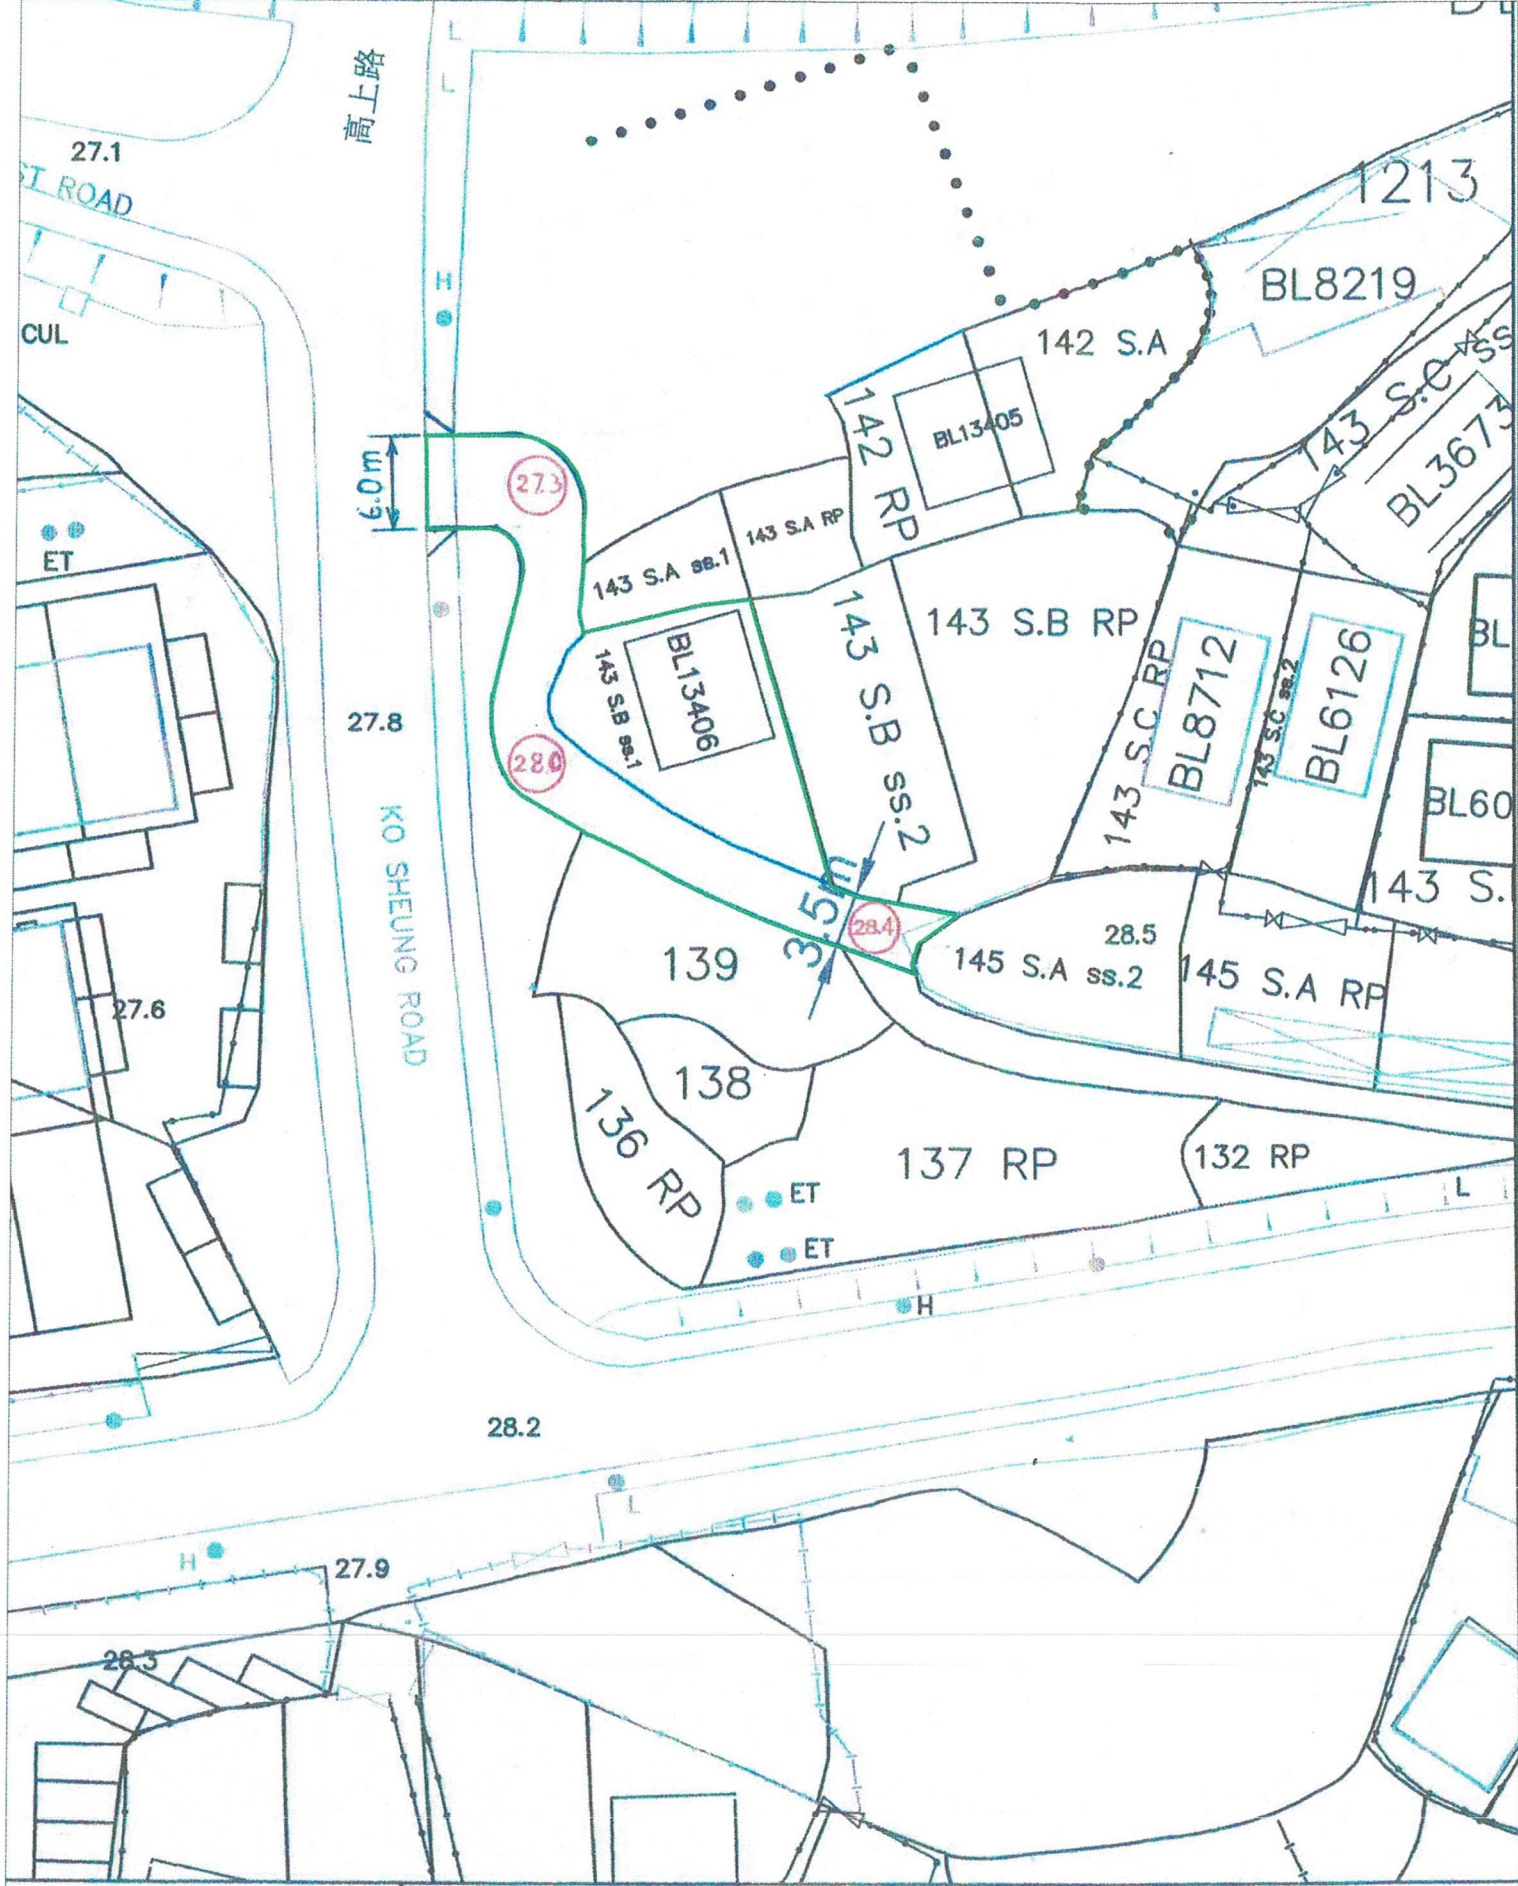 L
高上路
L
27.1
ST ROAD
1213
H
BL8219
CUL
142 S.A
143 S.C ss
142 RP
BL13405
BL3673
6.0m
27.3
143 S.A RP
ET
143 S.A ss.1
143 S.B RP
BL
143 S.B ss.2
BL13406
143 S.B ss.1
143 S.C RP
BL8712
143 S.C ss.2
BL6126
27.8
28.0
BL60
KO SHEUNG ROAD
3.5m
28.4
143 S.
28.5
139
145 S.A ss.2
145 S.A RP
27.6
138
136 RP
137 RP
132 RP
ET
L
ET
H
28.2
L
H
27.9
28.3